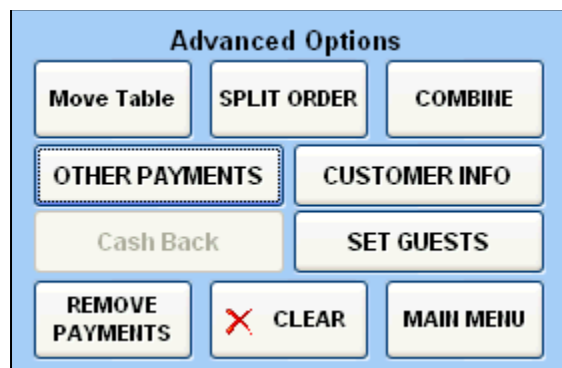 Advanced Options
Move Table
SPLIT ORDER
COMBINE
OTHER PAYMENTS
CUSTOMER INFO
Cash Back
SET GUESTS
REMOVE
PAYMENTS
CLEAR
MAIN MENU